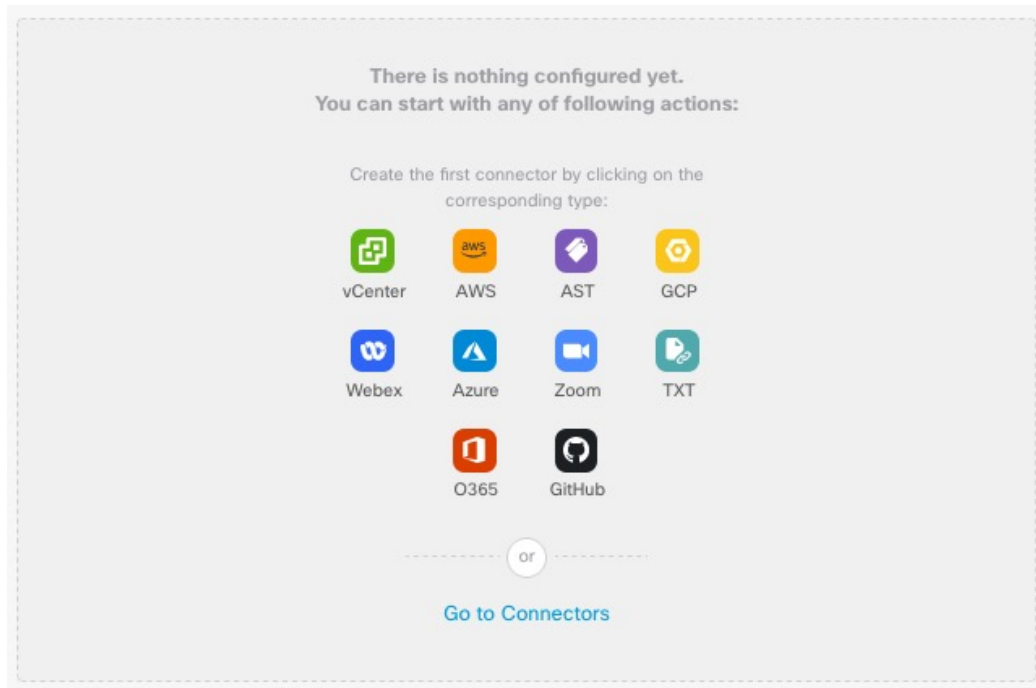 There is nothing configured yet.
You can start with any of following actions:
Create the first connector by clicking on the
corresponding type:
aws
vCenter AWS AST GCP
Webex Azure Zoom TXT
O365 GitHub
or
Go to Connectors